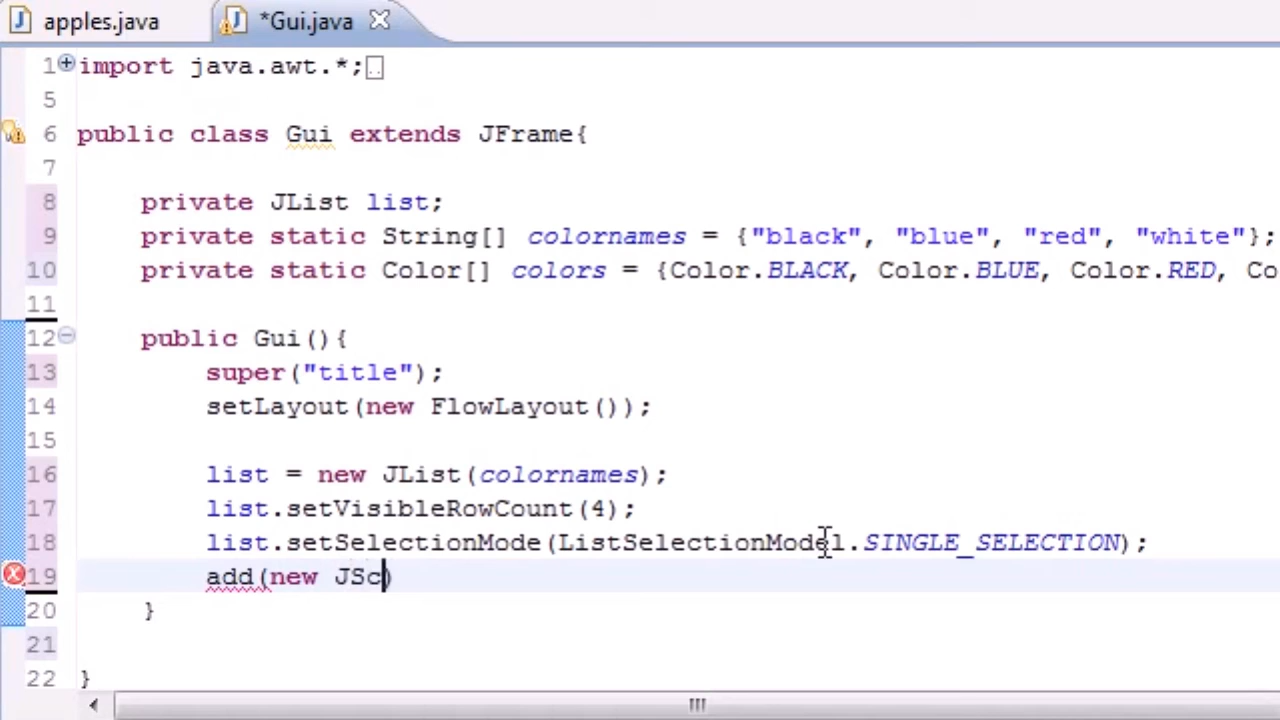 apples.java *Gui.java
1 import java.awt.*;
5
6 public class Gui extends JFrame{
7
8 private JList list;
9 private static String[] colornames = {"black", "blue", "red", "white"};
10 private static Color[] colors = {Color.BLACK, Color.BLUE, Color.RED, Co
11
12 public Gui(){
13 super("title");
14 setLayout(new FlowLayout());
15
16 list = new JList(colornames);
17 list.setVisibleRowCount(4);
18 list.setSelectionMode(ListSelectionModel.SINGLE_SELECTION);
19 add(new JSc)
20 }
21
22 }